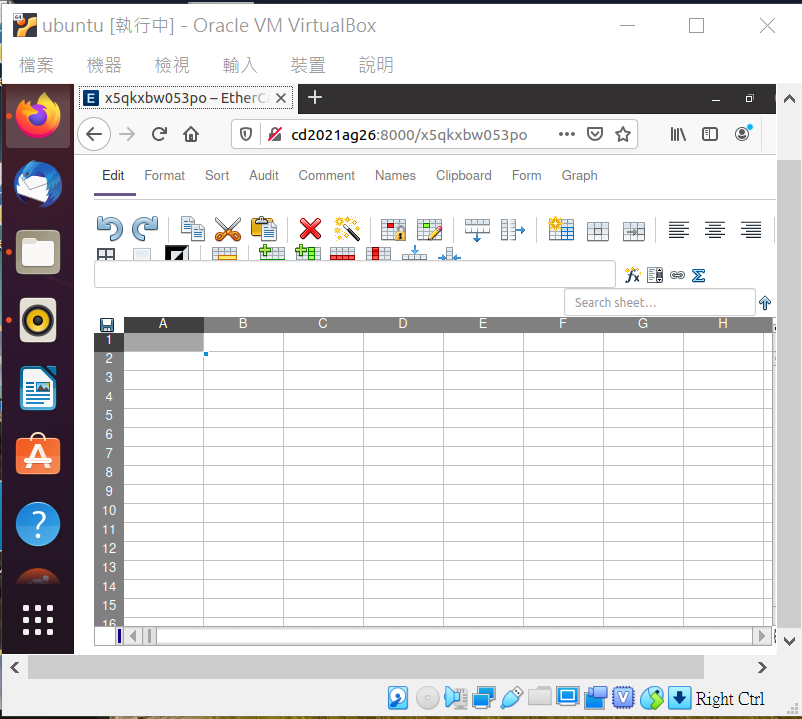 ubuntu [執行中] - Oracle VM VirtualBox
檔案 機器 檢視 輸入 裝置 說明
x5qkxbw053po – EtherC
cd2021ag26:8000/x5qkxbw053po
Edit Format Sort Audit Comment Names Clipboard Form Graph
Search sheet…
A B C D E F G H
1
2
3
4
5
6
7
8
9
10
11
12
13
14
15
16
Right Ctrl